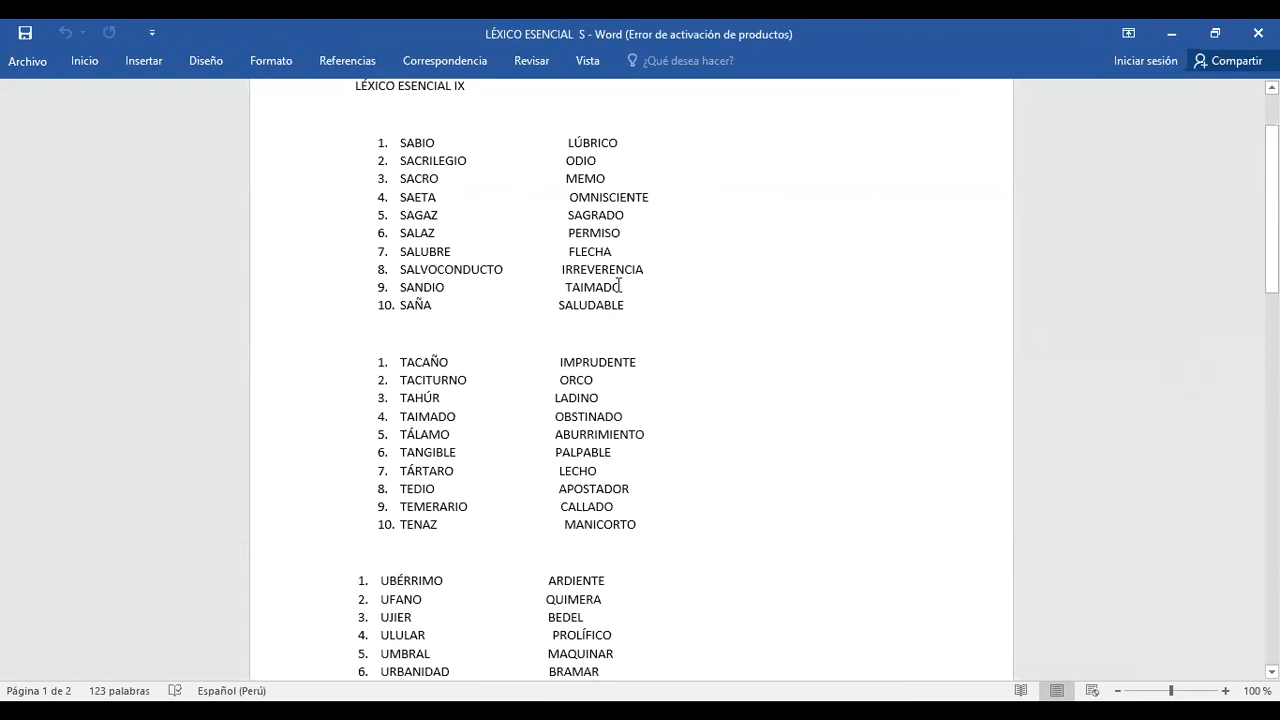 LÉXICO ESENCIAL S - Word (Error de activación de productos)
Archivo Inicio Insertar Diseño Formato Referencias Correspondencia Revisar Vista ¿Qué desea hacer? Iniciar sesión Compartir
LÉXICO ESENCIAL IX
1. SABIO LÚBRICO
2. SACRILEGIO ODIO
3. SACRO MEMO
4. SAETA OMNISCIENTE
5. SAGAZ SAGRADO
6. SALAZ PERMISO
7. SALUBRE FLECHA
8. SALVOCONDUCTO IRREVERENCIA
9. SANDIO TAIMADO
10. SAÑA SALUDABLE
1. TACAÑO IMPRUDENTE
2. TACITURNO ORCO
3. TAHÚR LADINO
4. TAIMADO OBSTINADO
5. TÁLAMO ABURRIMIENTO
6. TANGIBLE PALPABLE
7. TÁRTARO LECHO
8. TEDIO APOSTADOR
9. TEMERARIO CALLADO
10. TENAZ MANICORTO
1. UBÉRRIMO ARDIENTE
2. UFANO QUIMERA
3. UJIER BEDEL
4. ULULAR PROLÍFICO
5. UMBRAL MAQUINAR
6. URBANIDAD BRAMAR
Página 1 de 2 123 palabras Español (Perú) 100 %